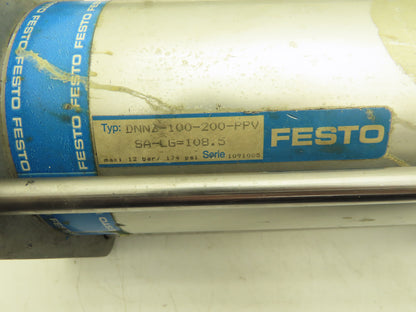 FESTO FESTO FESTO
Typ: DNNZ-100-200-PPV
SA-LG=108.5
max: 12 bar/ 174 psi Serie
FESTO